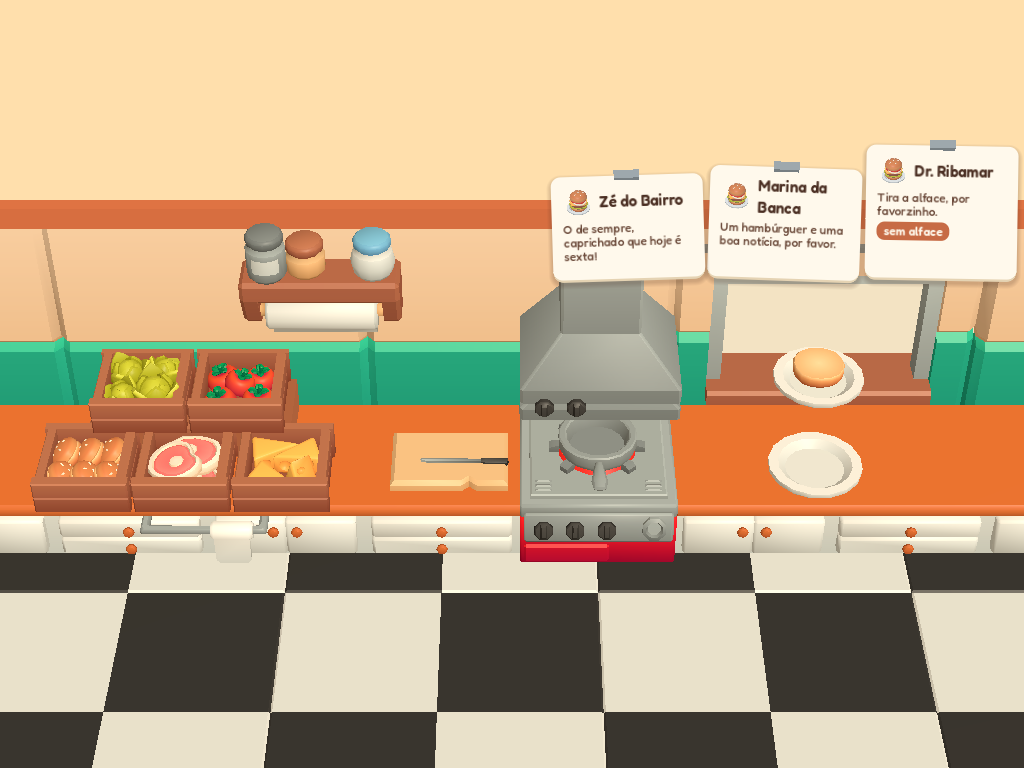 Zé do Bairro
O de sempre,
caprichado que hoje é
sexta!
Marina da
Banca
Um hambúrguer e uma
boa notícia, por favor.
Dr. Ribamar
Tira a alface, por
favorzinho.
sem alface